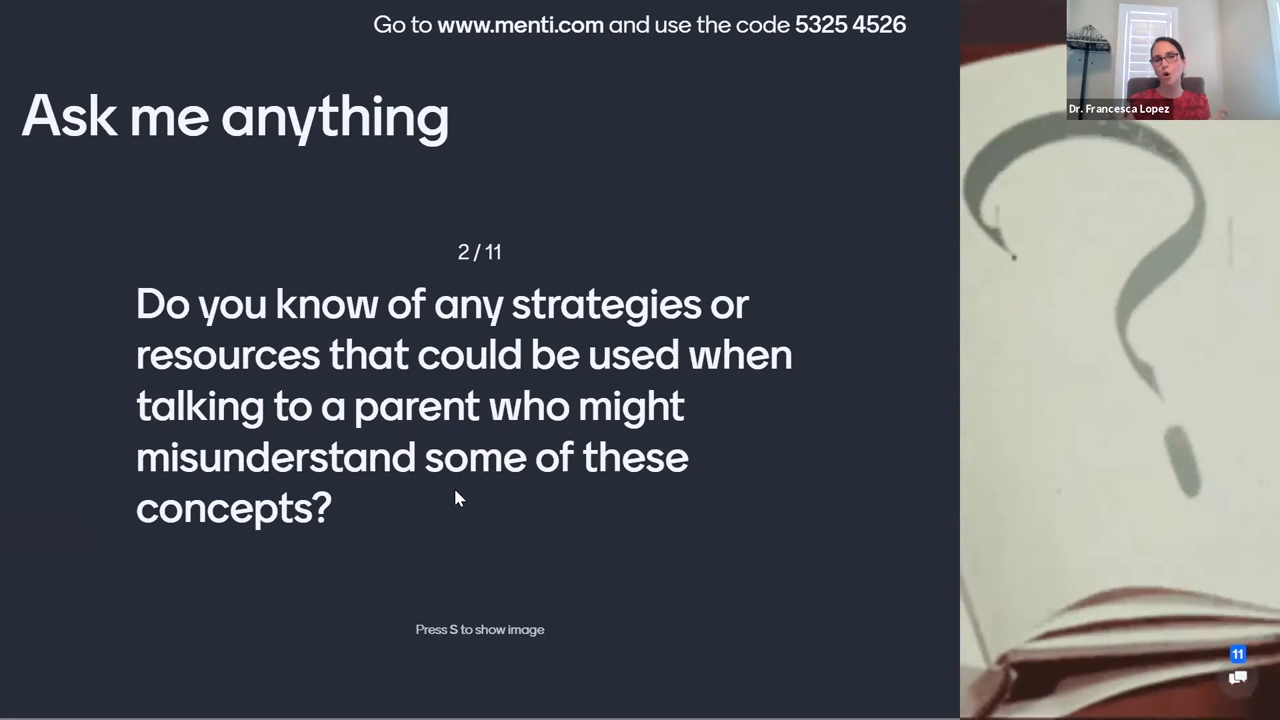 Go to www.menti.com and use the code 5325 4526
Dr. Francesca Lopez
Ask me anything
2 / 11
Do you know of any strategies or
resources that could be used when
talking to a parent who might
misunderstand some of these
concepts?
Press S to show image
11